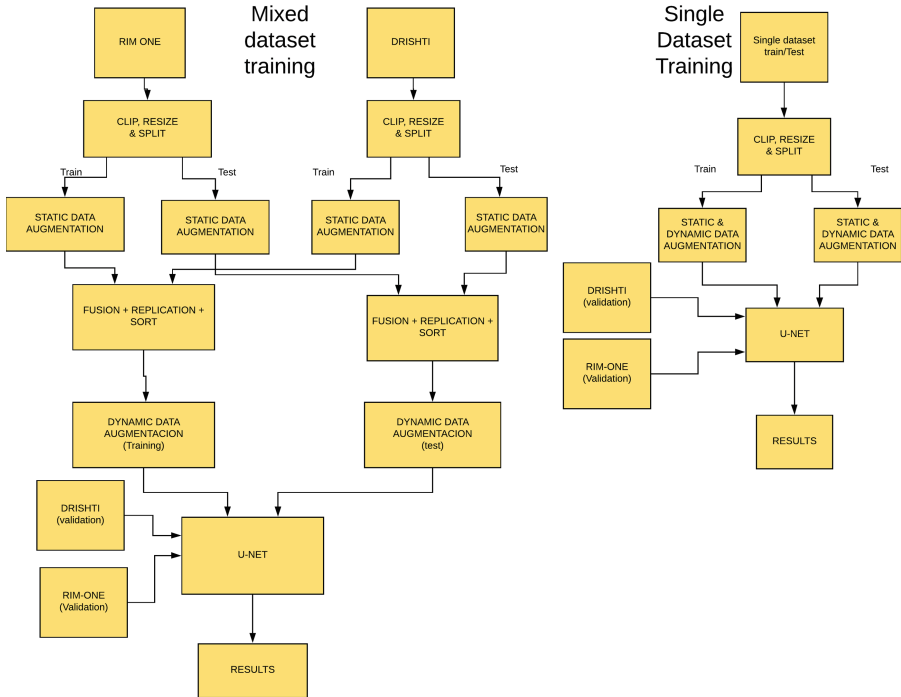 Mixed
dataset
training
RIM ONE
DRISHTI
CLIP, RESIZE
& SPLIT
CLIP, RESIZE
& SPLIT
Train
Test
Train
Test
STATIC DATA
AUGMENTATION
STATIC DATA
AUGMENTATION
STATIC DATA
AUGMENTATION
STATIC DATA
AUGMENTATION
FUSION + REPLICATION +
SORT
FUSION + REPLICATION +
SORT
DYNAMIC DATA
AUGMENTACION
(Training)
DYNAMIC DATA
AUGMENTACION
(test)
DRISHTI
(validation)
RIM-ONE
(Validation)
U-NET
RESULTS
Single
Dataset
Training
Single dataset
train/Test
CLIP, RESIZE
& SPLIT
Train
Test
STATIC &
DYNAMIC DATA
AUGMENTATION
STATIC &
DYNAMIC DATA
AUGMENTATION
DRISHTI
(validation)
RIM-ONE
(Validation)
U-NET
RESULTS